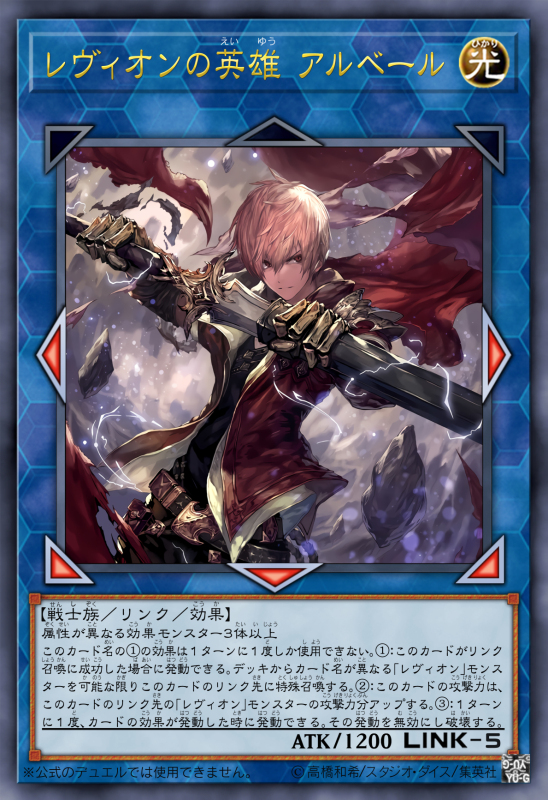 レヴィオンの英雄 アルベール 光
【戦士族／リンク／効果】
属性が異なる効果モンスター3体以上
このカード名の①の効果は1ターンに1度しか使用できない。①:このカードがリンク
召喚に成功した場合に発動できる。デッキからカード名が異なる「レヴィオン」モンス
ターを可能な限りこのカードのリンク先に特殊召喚する。②:このカードの攻撃力は、
このカードのリンク先の「レヴィオン」モンスターの攻撃力分アップする。③:1ターン
に1度、カードの効果が発動した時に発動できる。その発動を無効にし破壊する。
ATK/1200 LINK-5
※公式のデュエルでは使用できません。 ©高橋和希/スタジオ・ダイス/集英社